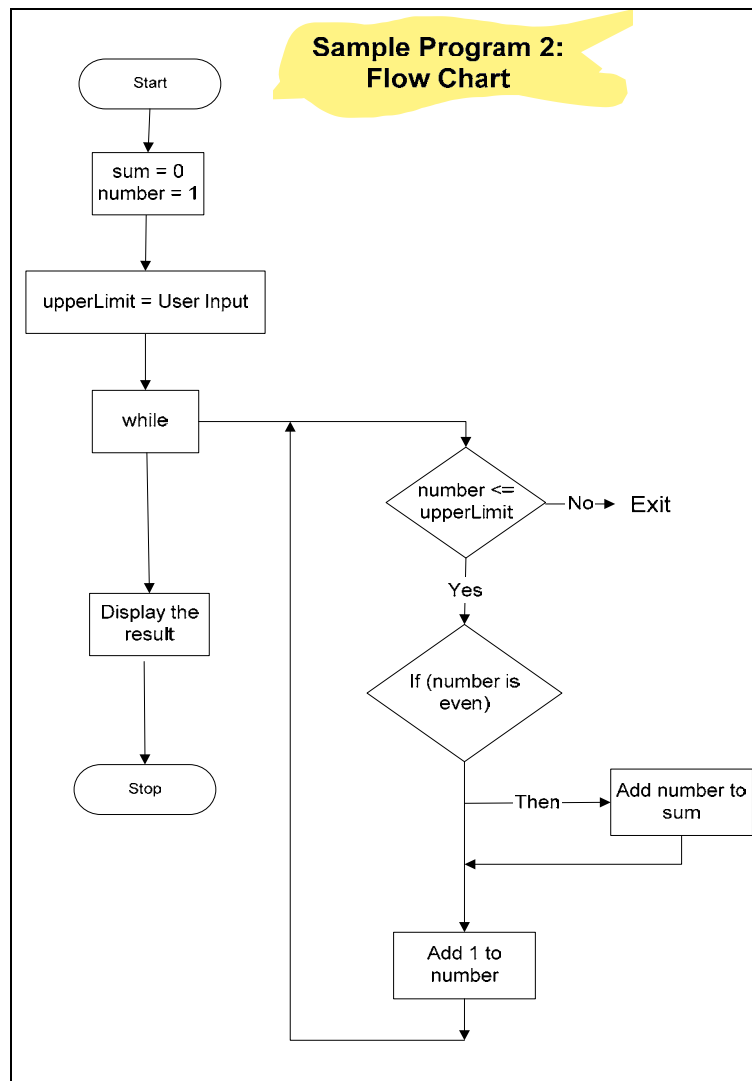 Sample Program 2:
Flow Chart
Start
sum = 0
number = 1
upperLimit = User Input
while
number <=
upperLimit
No
Exit
Yes
Display the
result
If (number is
even)
Stop
Then
Add number to
sum
Add 1 to
number